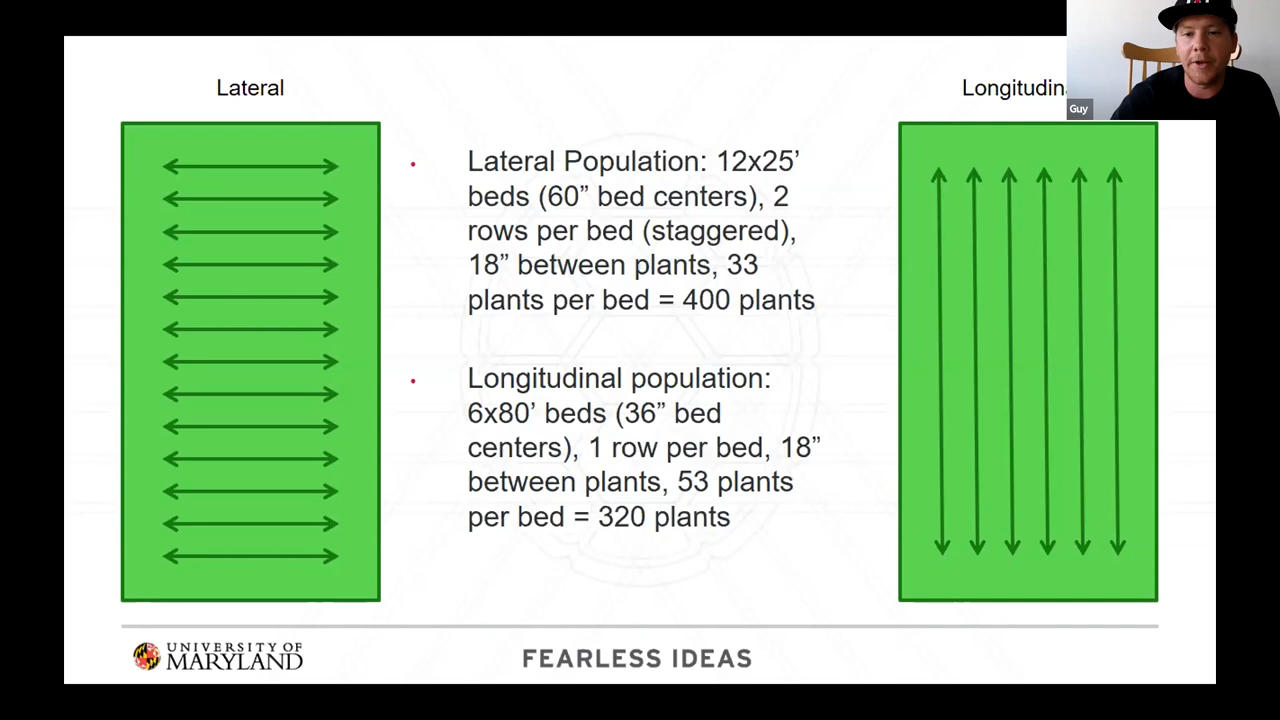 Lateral
Longitudin
Guy
Lateral Population: 12x25’
beds (60” bed centers), 2
rows per bed (staggered),
18” between plants, 33
plants per bed = 400 plants
Longitudinal population:
6x80’ beds (36” bed
centers), 1 row per bed, 18”
between plants, 53 plants
per bed = 320 plants
UNIVERSITY OF
MARYLAND
FEARLESS IDEAS